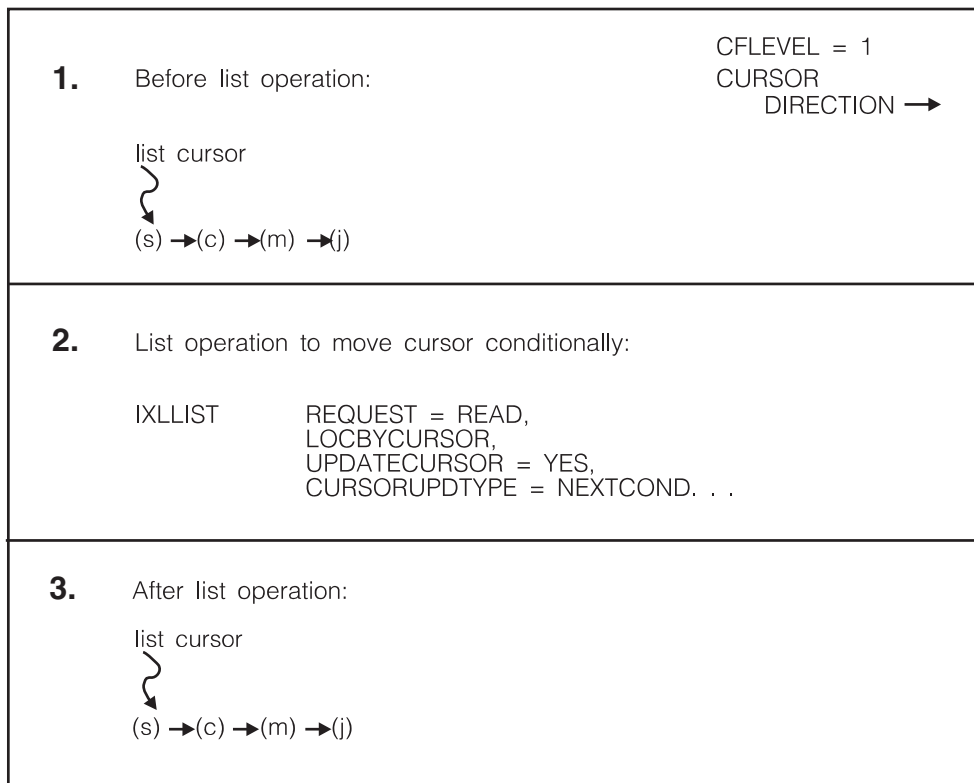 CFLEVEL = 1
1. Before list operation: CURSOR
DIRECTION →
list cursor
(s) →(c) →(m) →(j)
2. List operation to move cursor conditionally:
IXLLIST REQUEST = READ,
LOCBYCURSOR,
UPDATECURSOR = YES,
CURSORUPDTYPE = NEXTCOND. . .
3. After list operation:
list cursor
(s) →(c) →(m) →(j)